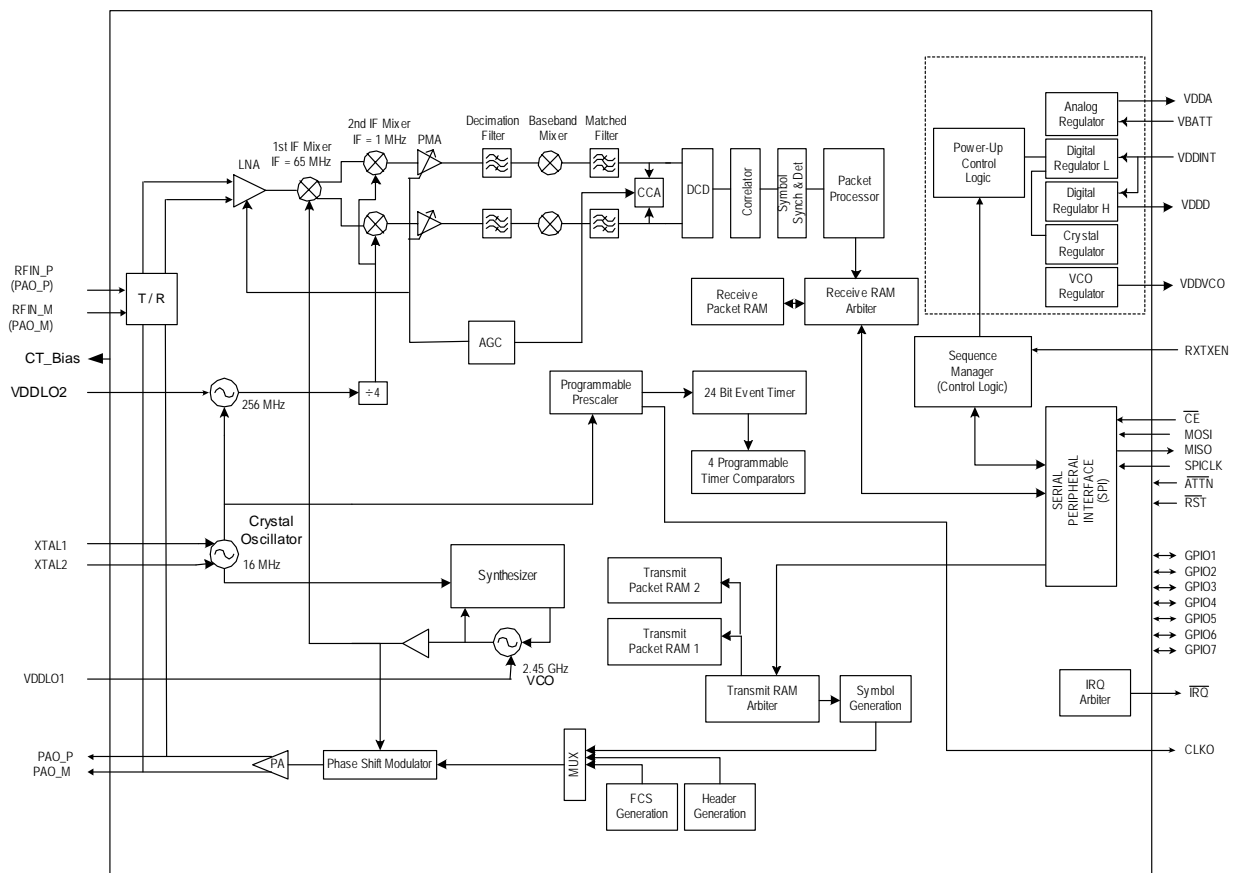 1st IF Mixer
IF = 65 MHz
2nd IF Mixer
IF = 1 MHz
PMA
Decimation
Filter
Baseband
Mixer
Matched
Filter
LNA
CCA
DCD
Correlator
Symbol
Synch & Det
Packet
Processor
Power-Up
Control
Logic
Analog
Regulator
Digital
Regulator L
Digital
Regulator H
Crystal
Regulator
VCO
Regulator
VDDA
VBATT
VDDINT
VDDD
VDDVCO
RFIN_P
(PAO_P)
RFIN_M
(PAO_M)
T / R
CT_Bias
VDDLO2
256 MHz
÷4
AGC
Receive
Packet RAM
Receive RAM
Arbiter
Sequence
Manager
(Control Logic)
RXTXEN
Programmable
Prescaler
24 Bit Event Timer
4 Programmable
Timer Comparators
SERIAL
PERIPHERAL
INTERFACE
(SPI)
CE
MOSI
MISO
SPICLK
ATTN
RST
Crystal
Oscillator
XTAL1
XTAL2
16 MHz
Synthesizer
Transmit
Packet RAM 2
Transmit
Packet RAM 1
GPIO1
GPIO2
GPIO3
GPIO4
GPIO5
GPIO6
GPIO7
2.45 GHz
VCO
VDDLO1
Transmit RAM
Arbiter
Symbol
Generation
IRQ
Arbiter
IRQ
PAO_P
PAO_M
PA
Phase Shift Modulator
MUX
FCS
Generation
Header
Generation
CLKO